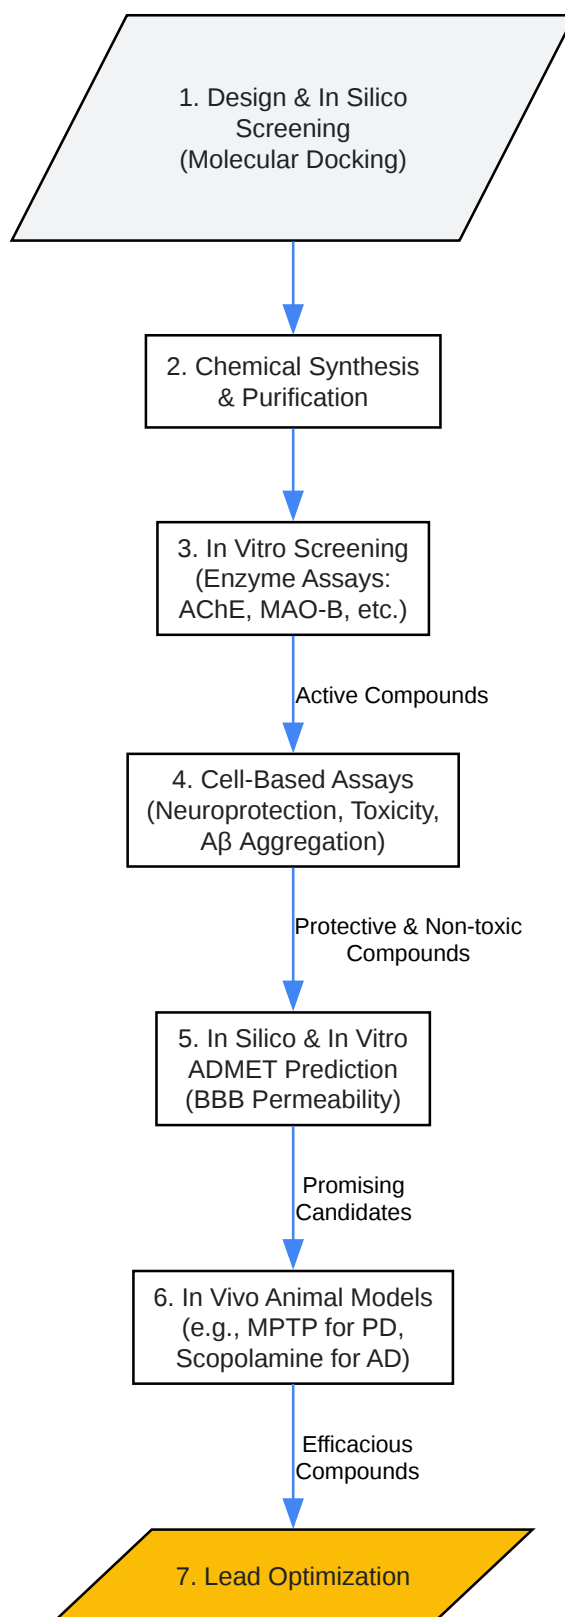 1. Design & In Silico
Screening
(Molecular Docking)
2. Chemical Synthesis
& Purification
3. In Vitro Screening
(Enzyme Assays:
AChE, MAO-B, etc.)
Active Compounds
4. Cell-Based Assays
(Neuroprotection, Toxicity,
Aβ Aggregation)
Protective & Non-toxic
Compounds
5. In Silico & In Vitro
ADMET Prediction
(BBB Permeability)
Promising
Candidates
6. In Vivo Animal Models
(e.g., MPTP for PD,
Scopolamine for AD)
Efficacious
Compounds
7. Lead Optimization